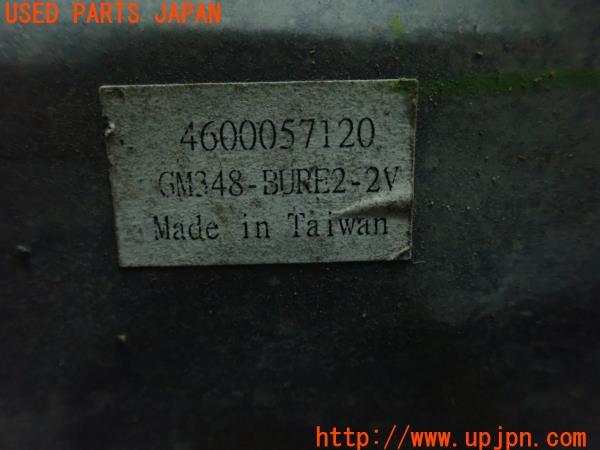 USED PARTS JAPAN
4600057120
GM348-BURE2-2V
Made in Taiwan
http://www.upjpn.com